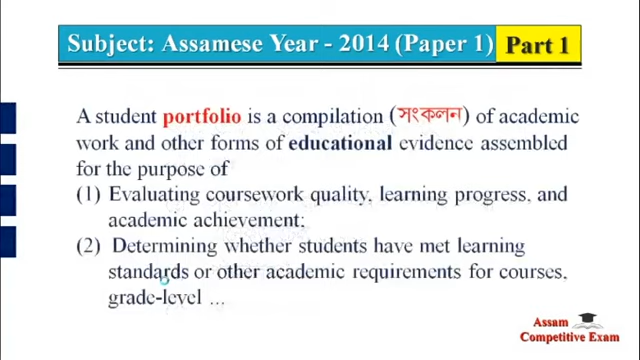 Subject: Assamese Year - 2014 (Paper 1) Part 1
A student portfolio is a compilation (সংকলন) of academic
work and other forms of educational evidence assembled
for the purpose of
(1) Evaluating coursework quality, learning progress, and
academic achievement;
(2) Determining whether students have met learning
standards or other academic requirements for courses,
grade-level ...
Assam
Competitive Exam